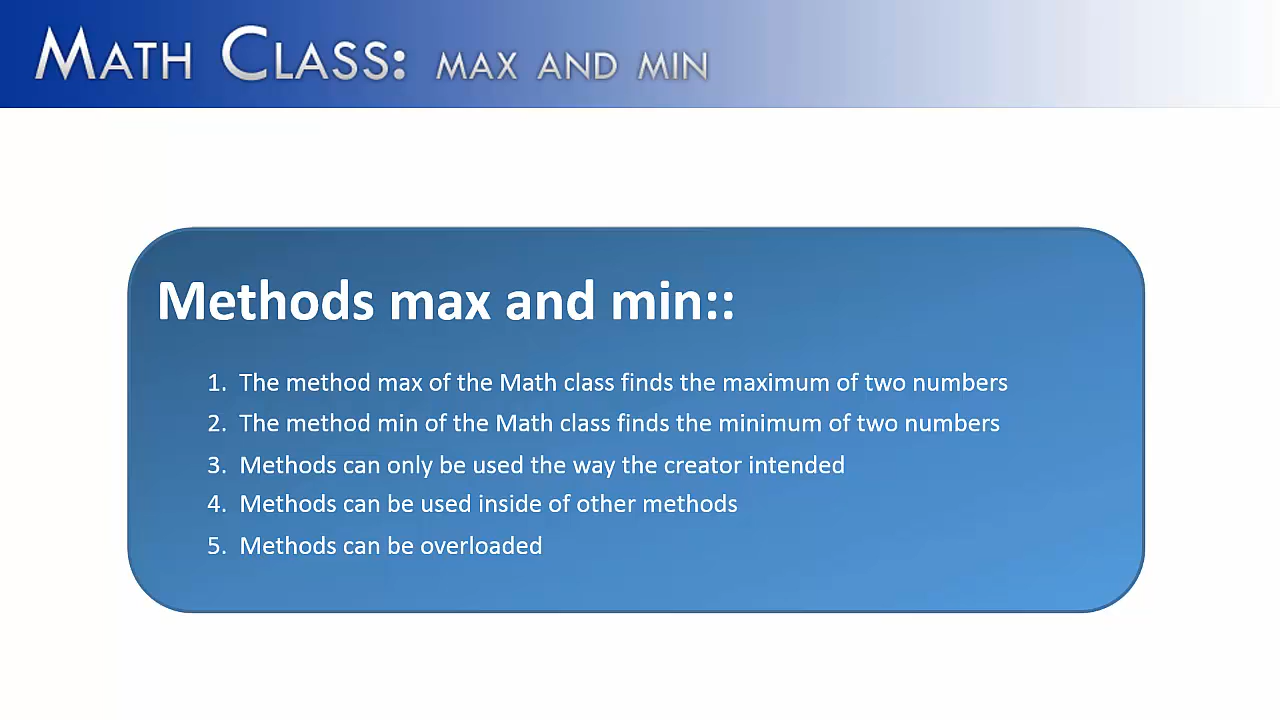 MATH CLASS: MAX AND MIN
Methods max and min::
1. The method max of the Math class finds the maximum of two numbers
2. The method min of the Math class finds the minimum of two numbers
3. Methods can only be used the way the creator intended
4. Methods can be used inside of other methods
5. Methods can be overloaded